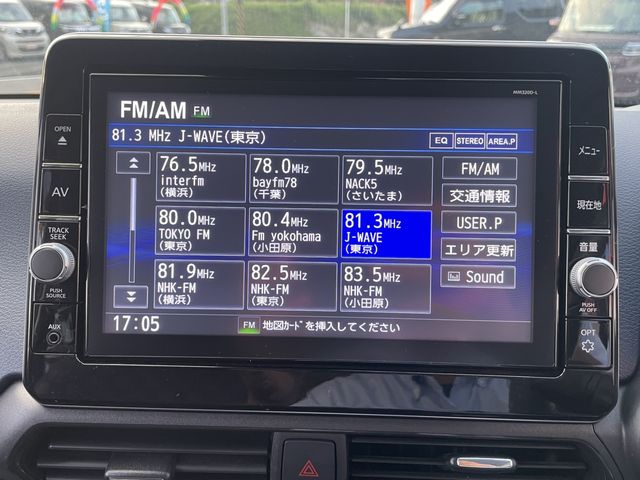 MM320D-L
OPEN
AV
TRACK
SEEK
PUSH
SOURCE
AUX
FM/AM FM
81.3 MHz J-WAVE(東京)
EQ STEREO AREA.P
76.5MHz
interfm
(横浜)
78.0MHz
bayfm78
(千葉)
79.5MHz
NACK5
(さいたま)
FM/AM
交通情報
80.0MHz
TOKYO FM
(東京)
80.4MHz
Fm yokohama
(小田原)
81.3MHz
J-WAVE
(東京)
USER.P
エリア更新
81.9MHz
NHK-FM
(横浜)
82.5MHz
NHK-FM
(東京)
83.5MHz
NHK-FM
(小田原)
Sound
17:05
FM 地図ｶｰﾄﾞを挿入してください
メニュー
現在地
音量
PUSH
AV OFF
OPT